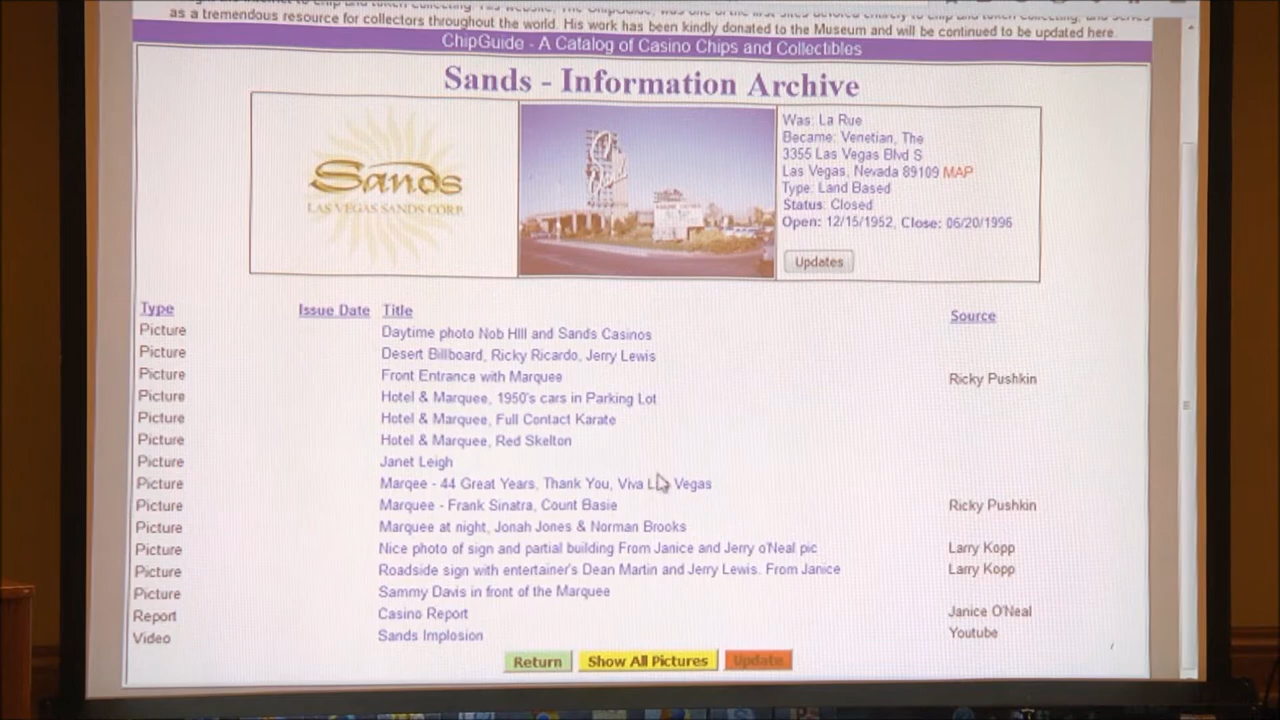 as a tremendous resource for collectors throughout the world. His work has been kindly donated to the Museum and will be continued to be updated here.
ChipGuide - A Catalog of Casino Chips and Collectibles
Sands - Information Archive
Sands
LAS VEGAS SANDS CORP.
Was: La Rue
Became: Venetian, The
3355 Las Vegas Blvd S
Las Vegas, Nevada 89109 MAP
Type: Land Based
Status: Closed
Open: 12/15/1952, Close: 06/20/1996
Updates
Type Issue Date Title Source
Picture Daytime photo Nob HIll and Sands Casinos
Picture Desert Billboard, Ricky Ricardo, Jerry Lewis
Picture Front Entrance with Marquee Ricky Pushkin
Picture Hotel & Marquee, 1950's cars in Parking Lot
Picture Hotel & Marquee, Full Contact Karate
Picture Hotel & Marquee, Red Skelton
Picture Janet Leigh
Picture Marqee - 44 Great Years, Thank You, Viva L Vegas
Picture Marquee - Frank Sinatra, Count Basie Ricky Pushkin
Picture Marquee at night, Jonah Jones & Norman Brooks
Picture Nice photo of sign and partial building From Janice and Jerry o'Neal pic Larry Kopp
Picture Roadside sign with entertainer's Dean Martin and Jerry Lewis. From Janice Larry Kopp
Picture Sammy Davis in front of the Marquee
Report Casino Report Janice O'Neal
Video Sands Implosion Youtube
Return Show All Pictures Update